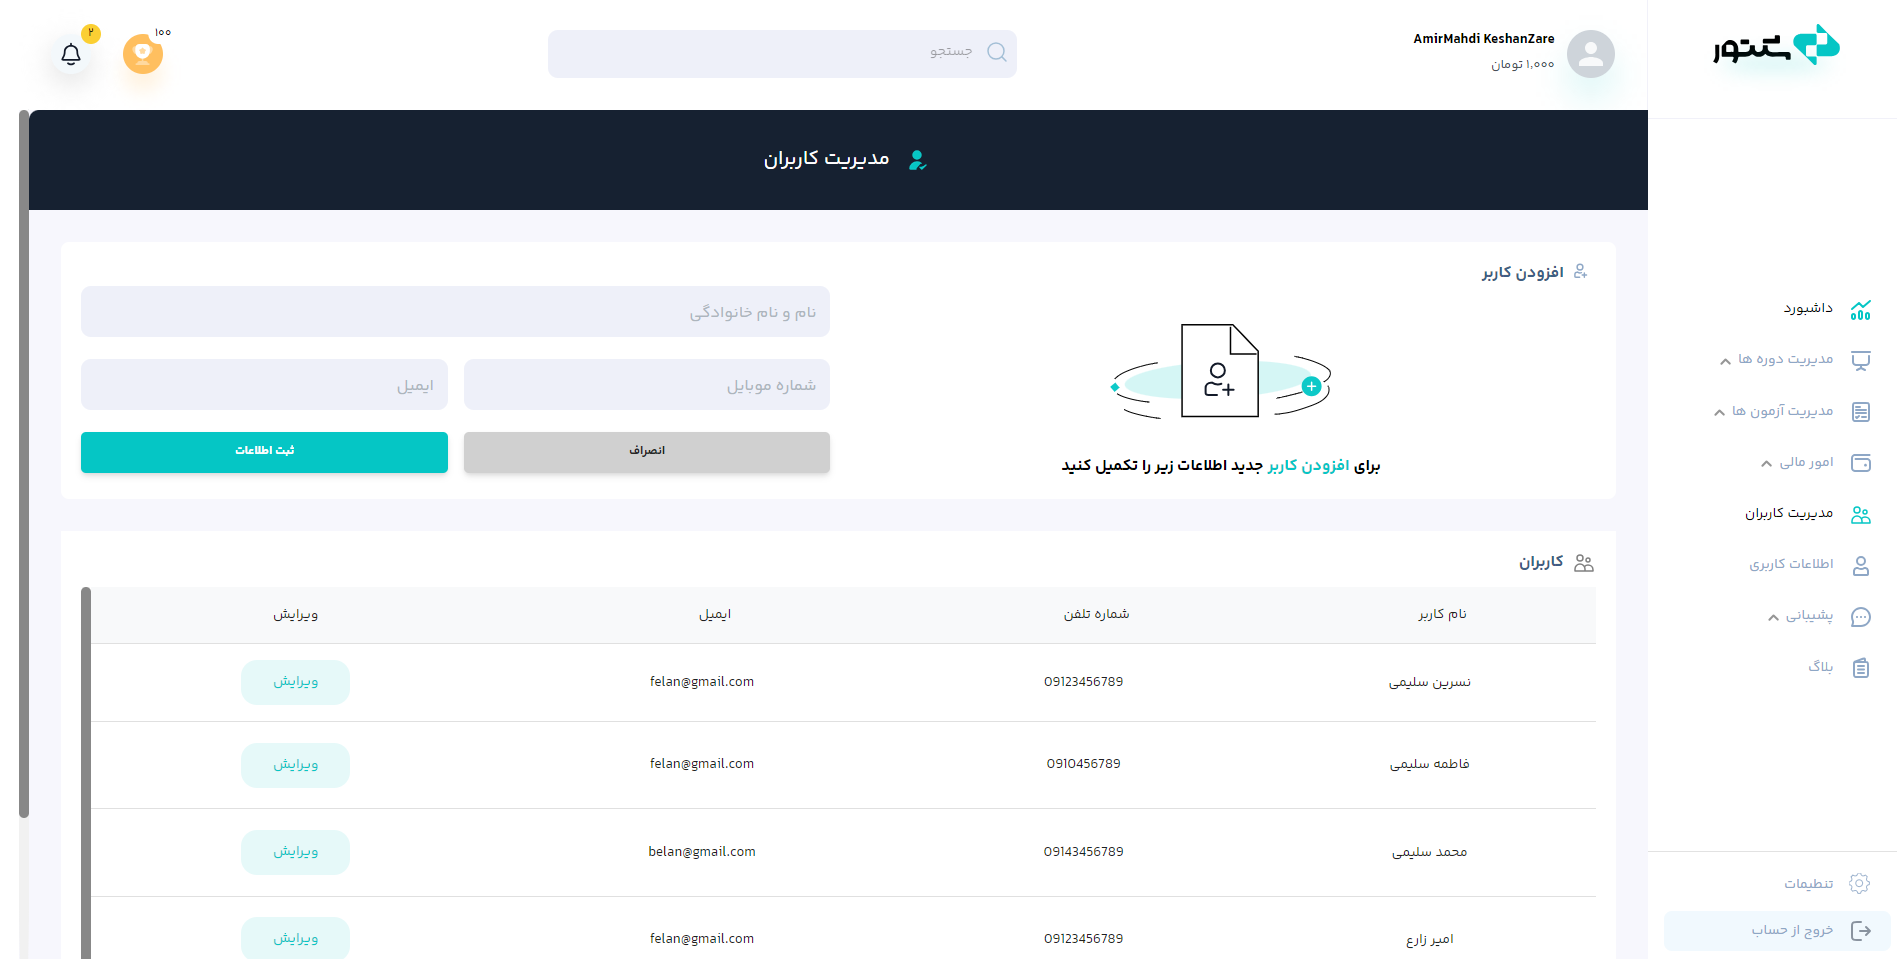 گنتور
AmirMahdi KeshanZare
۱,۰۰۰ تومان
جستجو
۱۰۰
۲
داشبورد
مدیریت دوره ها
مدیریت آزمون ها
امور مالی
مدیریت کاربران
اطلاعات کاربری
پشیبانی
بلاگ
تنطیمات
خروج از حساب
مدیریت کاربران
افزودن کاربر
برای افزودن کاربر جدید اطلاعات زیر را تکمیل کنید
نام و نام خانوادگی
شماره موبایل
ایمیل
انصراف
ثبت اطلاعات
کاربران
نام کاربر شماره تلفن ایمیل ویرایش
نسرین سلیمی 09123456789 felan@gmail.com ویرایش
فاطمه سلیمی 0910456789 felan@gmail.com ویرایش
محمد سلیمی 09143456789 belan@gmail.com ویرایش
امیر زارع 09123456789 felan@gmail.com ویرایش